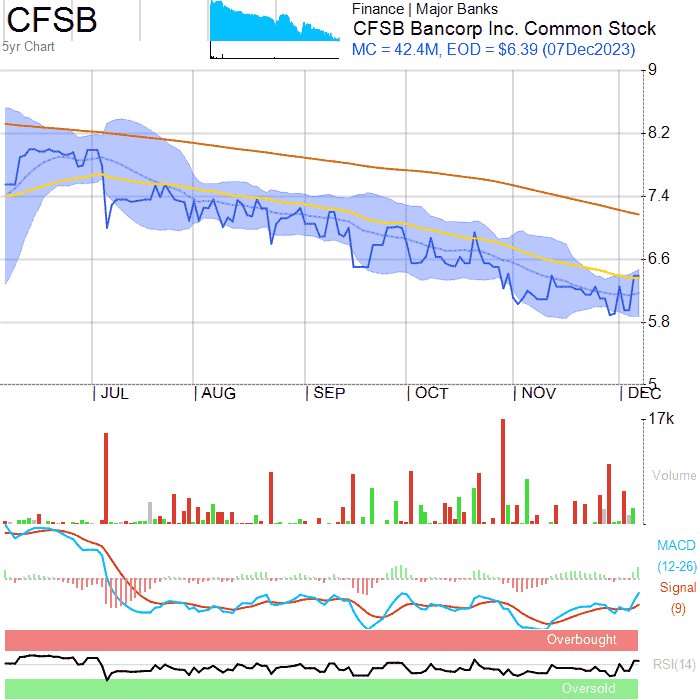 CFSB
5yr Chart
Finance | Major Banks
CFSB Bancorp Inc. Common Stock
MC = 42.4M, EOD = $6.39 (07Dec2023)
9
8.2
7.4
6.6
5.8
5
JUL AUG SEP OCT NOV DEC
17k
Volume
MACD
(12-26)
Signal
(9)
Overbought
RSI(14)
Oversold